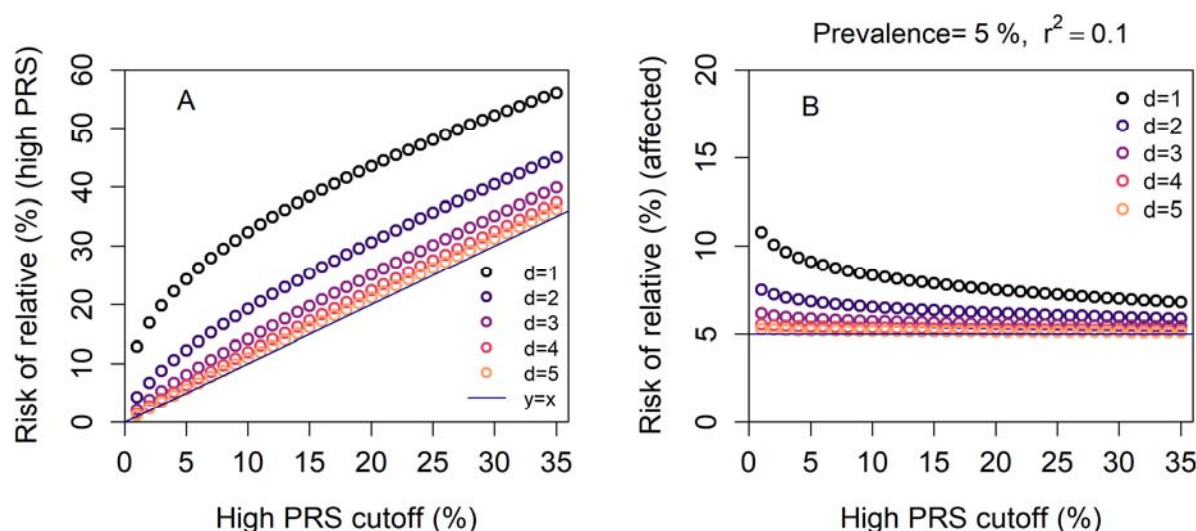 Prevalence= 5 %, r² = 0.1
A
Risk of relative (%) (high PRS)
60
50
40
30
20
10
0
d=1
d=2
d=3
d=4
d=5
y=x
0 5 10 15 20 25 30 35
High PRS cutoff (%)
B
Risk of relative (%) (affected)
20
15
10
5
0
d=1
d=2
d=3
d=4
d=5
0 5 10 15 20 25 30 35
High PRS cutoff (%)